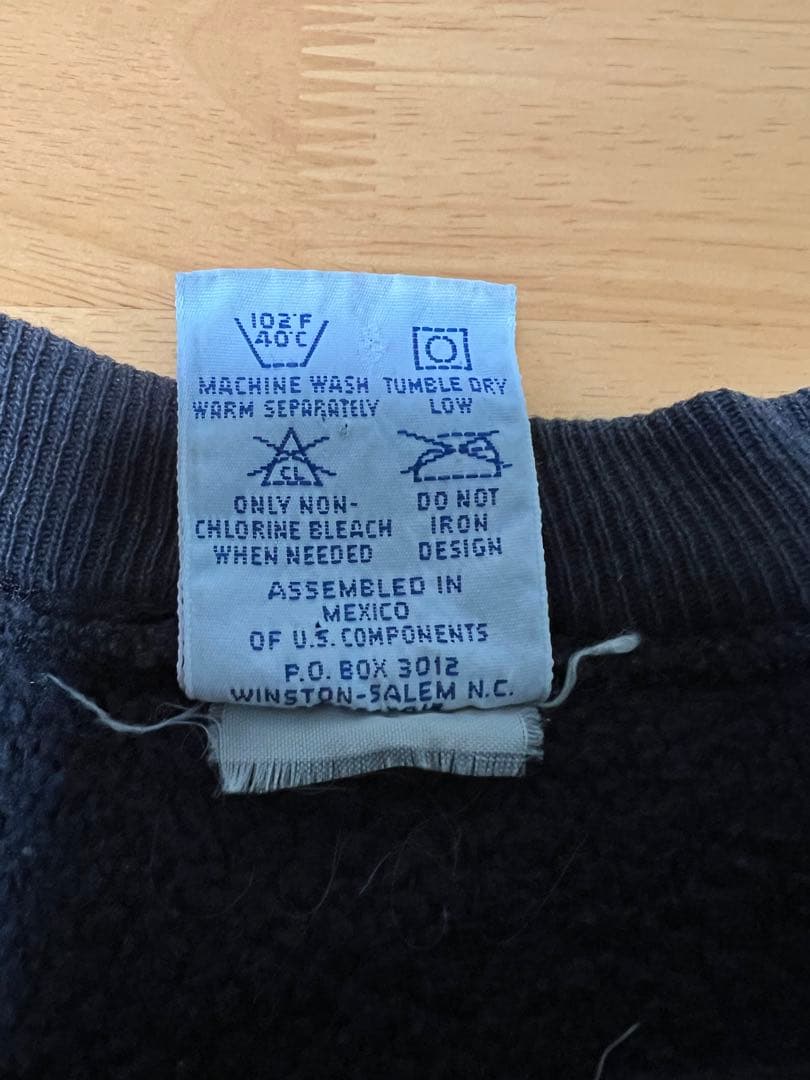 102°F
40°C
MACHINE WASH
WARM SEPARATELY
TUMBLE DRY
LOW
CL
ONLY NON-
CHLORINE BLEACH
WHEN NEEDED
DO NOT
IRON
DESIGN
ASSEMBLED IN
MEXICO
OF U.S. COMPONENTS
P.O. BOX 3012
WINSTON-SALEM N.C.